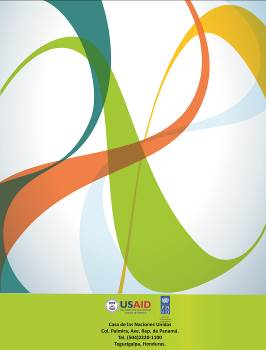 USAID
Casa de las Naciones Unidas
Col. Palmira, Ave. Rep. de Panamá.
Tel. (504)2220-1100
Tegucigalpa, Honduras.